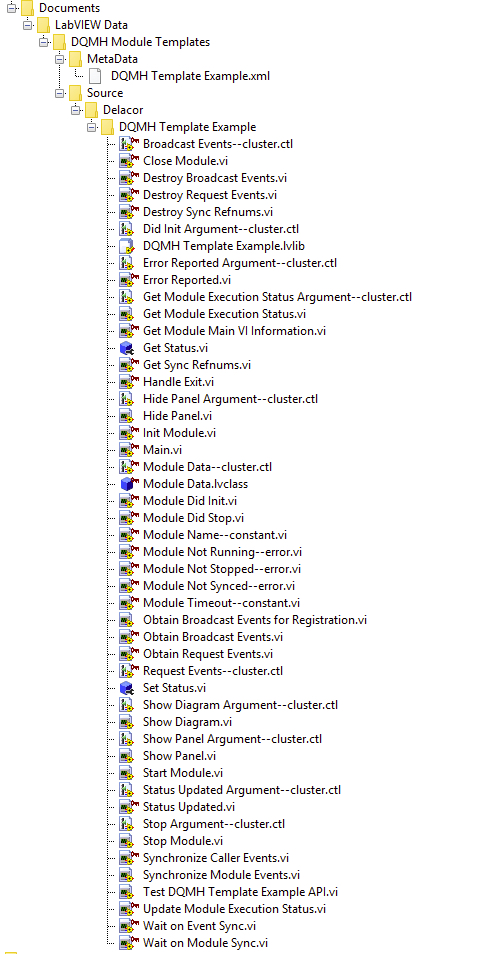 Documents
LabVIEW Data
DQMH Module Templates
MetaData
DQMH Template Example.xml
Source
Delacor
DQMH Template Example
Broadcast Events--cluster.ctl
Close Module.vi
Destroy Broadcast Events.vi
Destroy Request Events.vi
Destroy Sync Refnums.vi
Did Init Argument--cluster.ctl
DQMH Template Example.lvlib
Error Reported Argument--cluster.ctl
Error Reported.vi
Get Module Execution Status Argument--cluster.ctl
Get Module Execution Status.vi
Get Module Main VI Information.vi
Get Status.vi
Get Sync Refnums.vi
Handle Exit.vi
Hide Panel Argument--cluster.ctl
Hide Panel.vi
Init Module.vi
Main.vi
Module Data--cluster.ctl
Module Data.lvclass
Module Did Init.vi
Module Did Stop.vi
Module Name--constant.vi
Module Not Running--error.vi
Module Not Stopped--error.vi
Module Not Synced--error.vi
Module Timeout--constant.vi
Obtain Broadcast Events for Registration.vi
Obtain Broadcast Events.vi
Obtain Request Events.vi
Request Events--cluster.ctl
Set Status.vi
Show Diagram Argument--cluster.ctl
Show Diagram.vi
Show Panel Argument--cluster.ctl
Show Panel.vi
Start Module.vi
Status Updated Argument--cluster.ctl
Status Updated.vi
Stop Argument--cluster.ctl
Stop Module.vi
Synchronize Caller Events.vi
Synchronize Module Events.vi
Test DQMH Template Example API.vi
Update Module Execution Status.vi
Wait on Event Sync.vi
Wait on Module Sync.vi